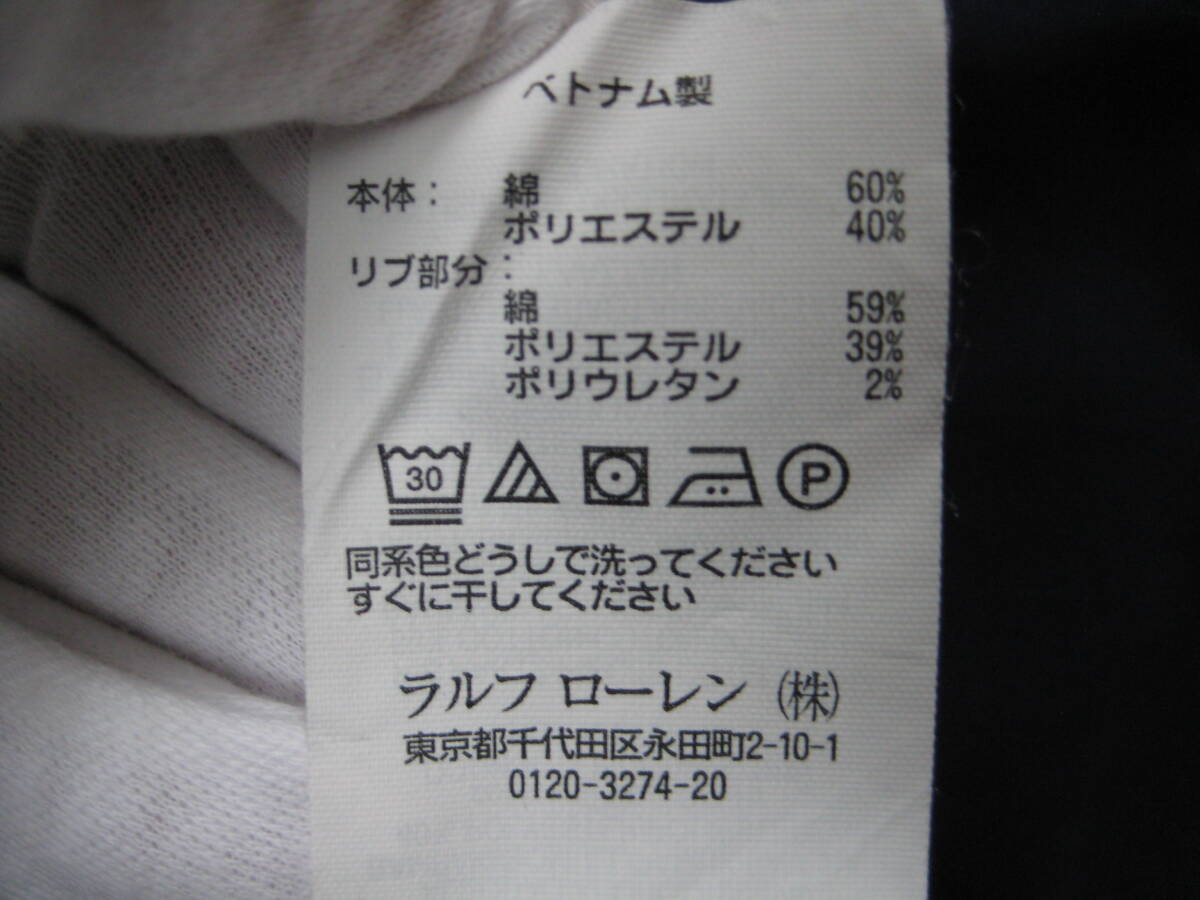 ベトナム製
本体: 綿 60%
ポリエステル 40%
リブ部分:
綿 59%
ポリエステル 39%
ポリウレタン 2%
30 P
同系色どうしで洗ってください
すぐに干してください
ラルフ ローレン (株)
東京都千代田区永田町2-10-1
0120-3274-20